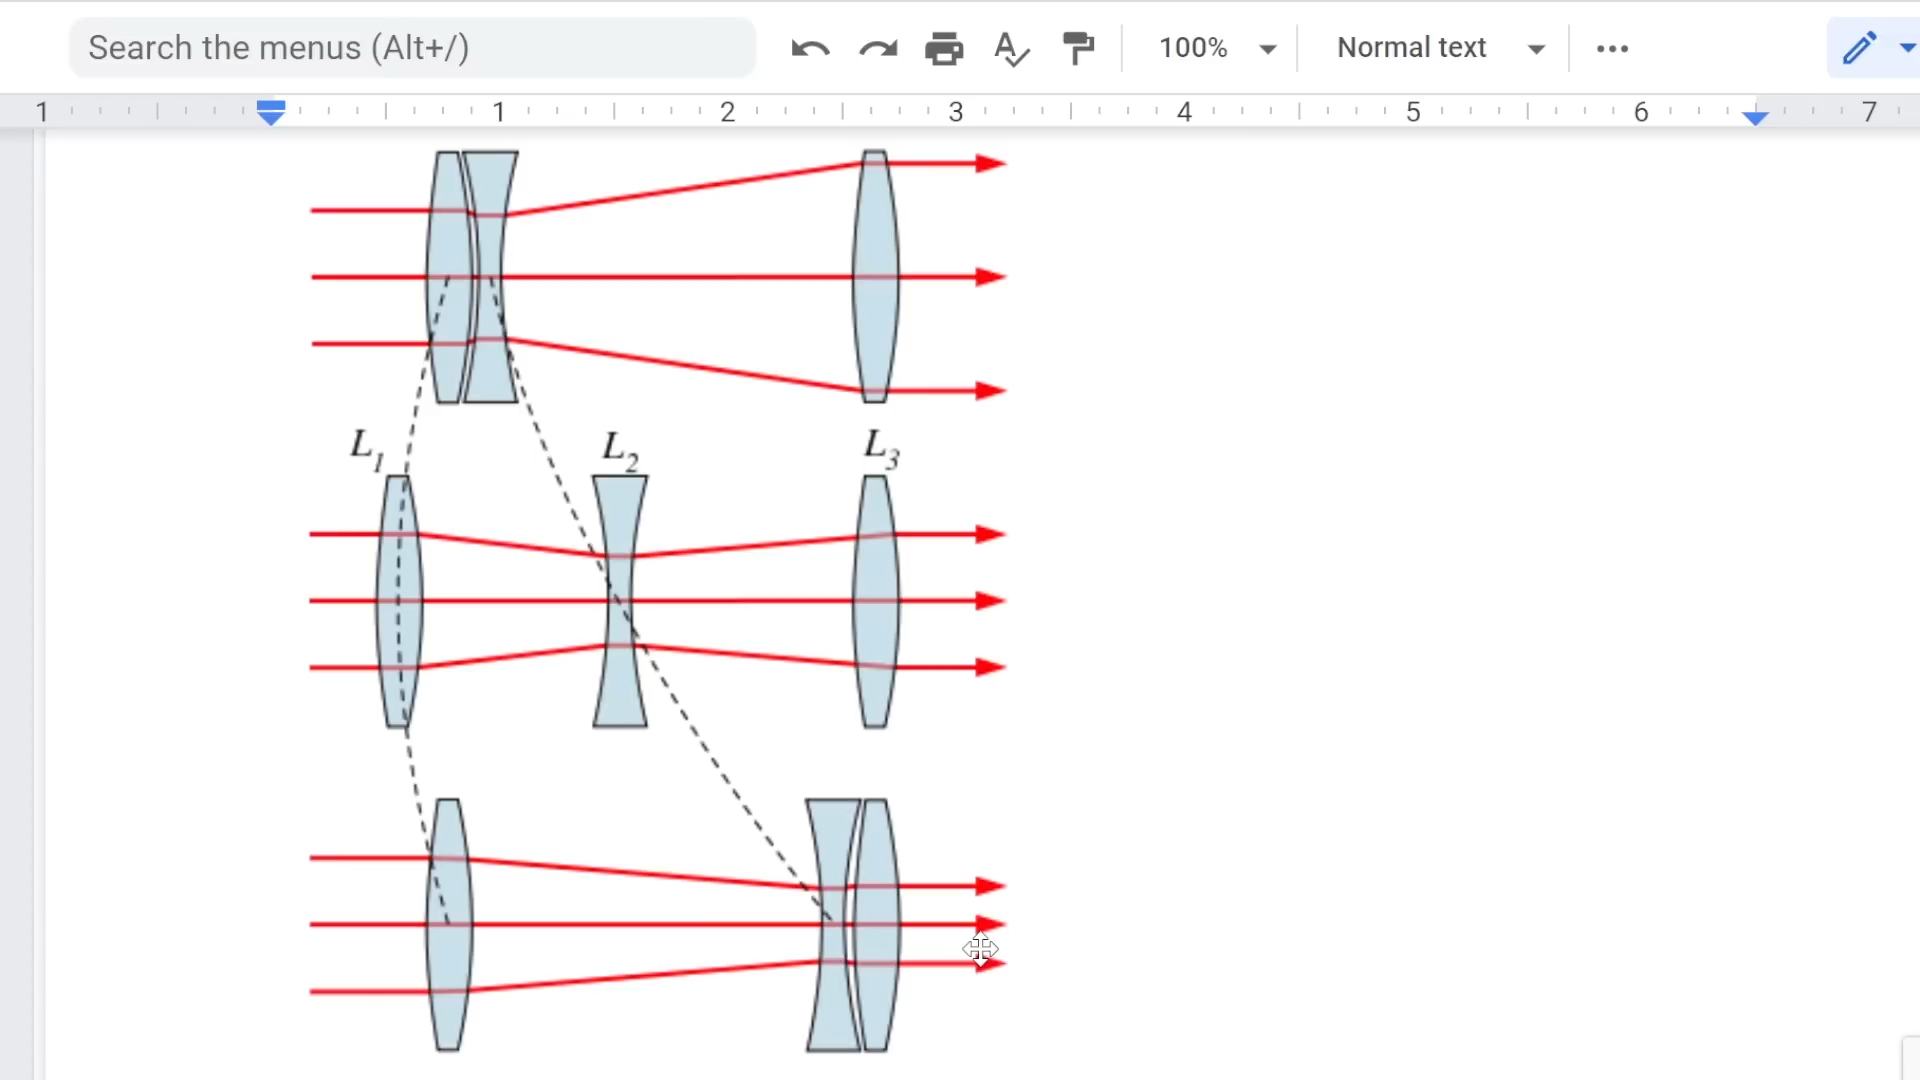 Search the menus (Alt+/)
100%
Normal text
1 1 2 3 4 5 6 7
L1 L2 L3